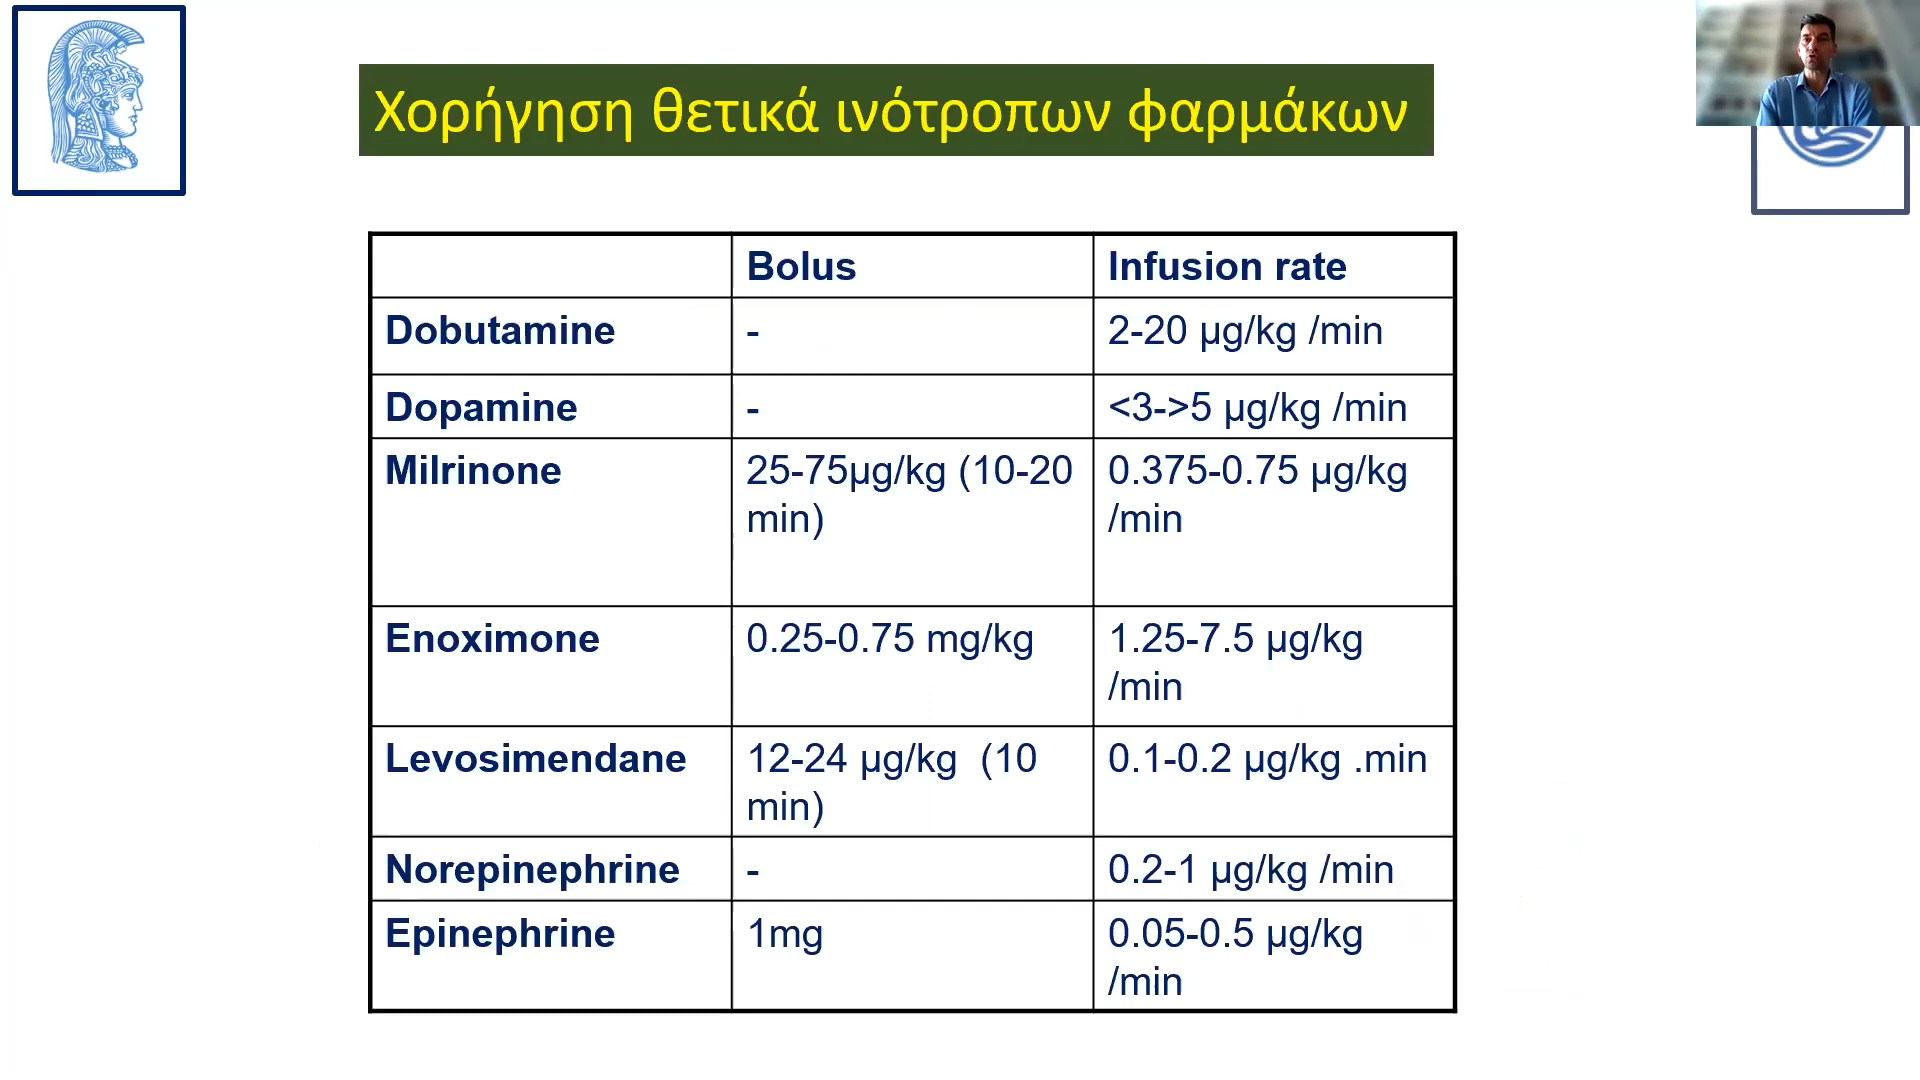 Χορήγηση θετικά ινότροπων φαρμάκων
Bolus Infusion rate
Dobutamine - 2-20 μg/kg /min
Dopamine - <3->5 μg/kg /min
Milrinone 25-75μg/kg (10-20 0.375-0.75 μg/kg
min) /min
Enoximone 0.25-0.75 mg/kg 1.25-7.5 μg/kg
/min
Levosimendane 12-24 μg/kg (10 0.1-0.2 μg/kg .min
min)
Norepinephrine - 0.2-1 μg/kg /min
Epinephrine 1mg 0.05-0.5 μg/kg
/min